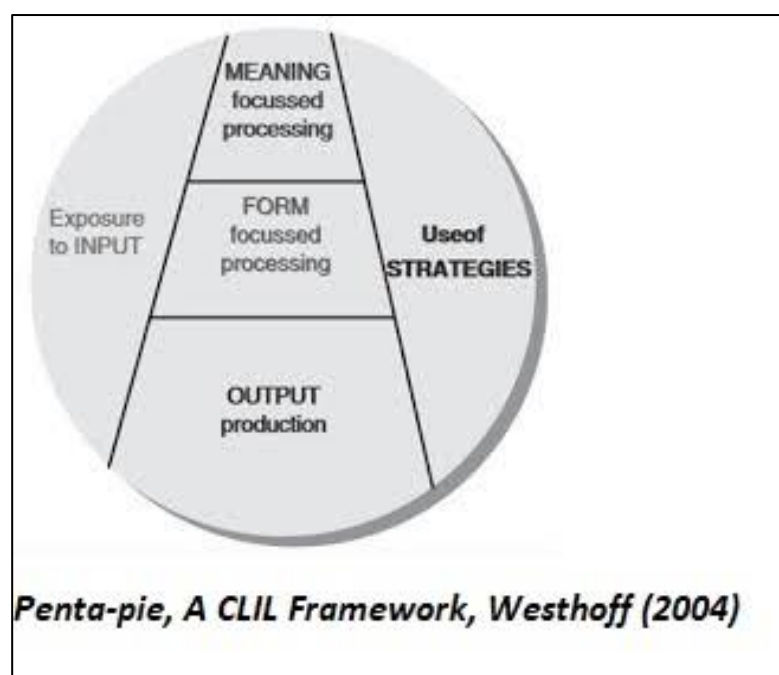 MEANING
focussed
processing
Exposure
to INPUT
FORM
focussed
processing
Useof
STRATEGIES
OUTPUT
production
Penta-pie, A CLIL Framework, Westhoff (2004)